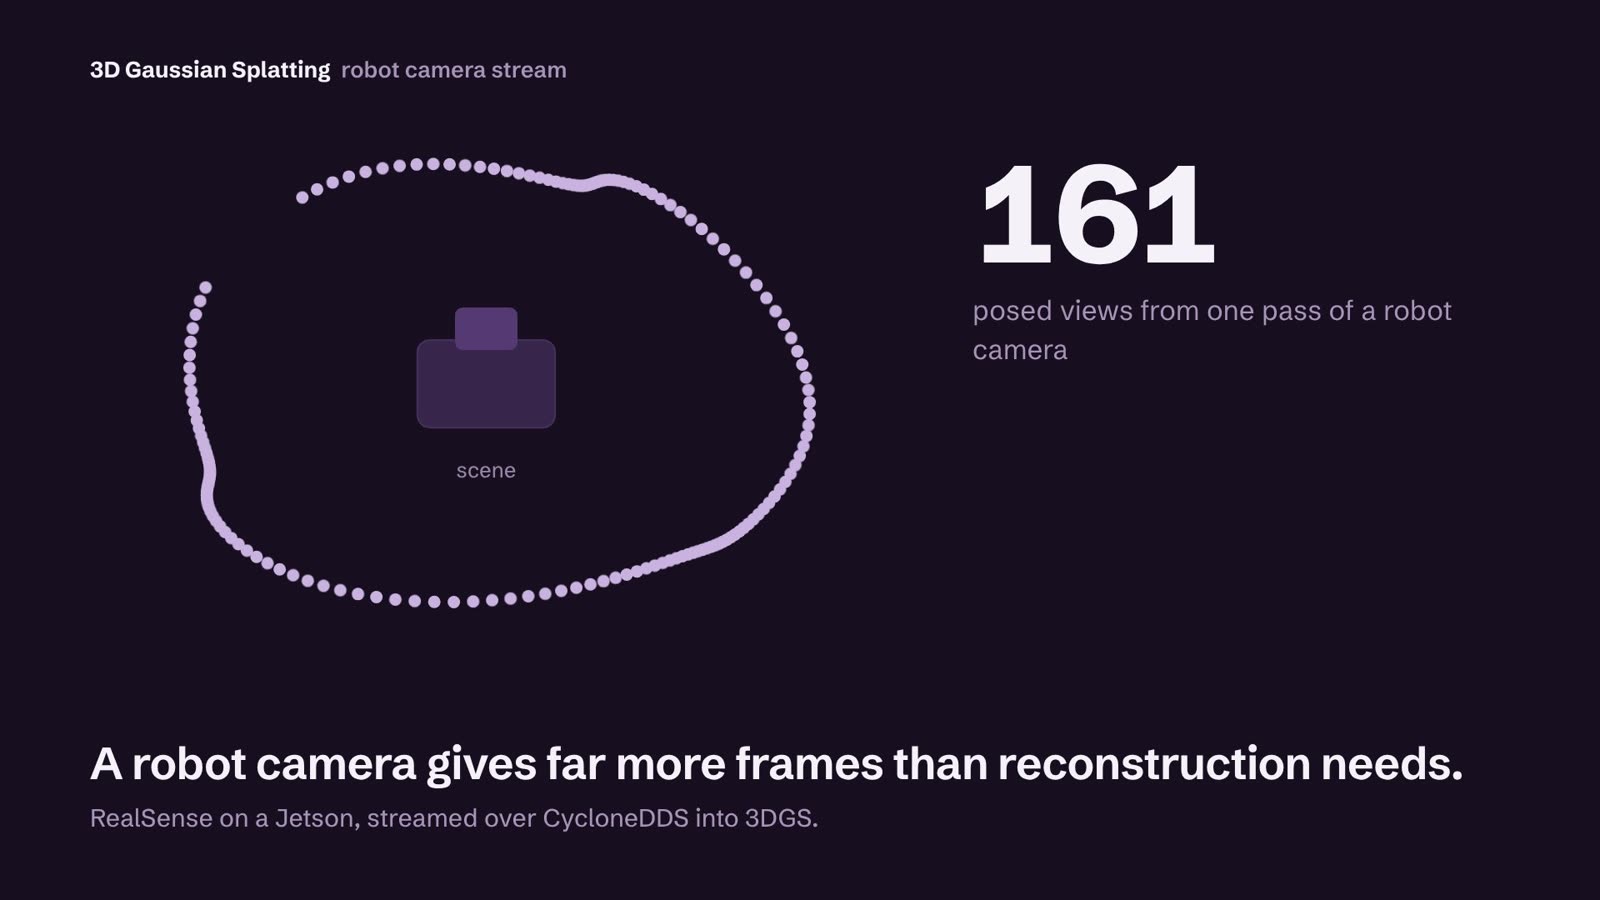 3D Gaussian Splatting robot camera stream
161
posed views from one pass of a robot
camera
scene
A robot camera gives far more frames than reconstruction needs.
RealSense on a Jetson, streamed over CycloneDDS into 3DGS.